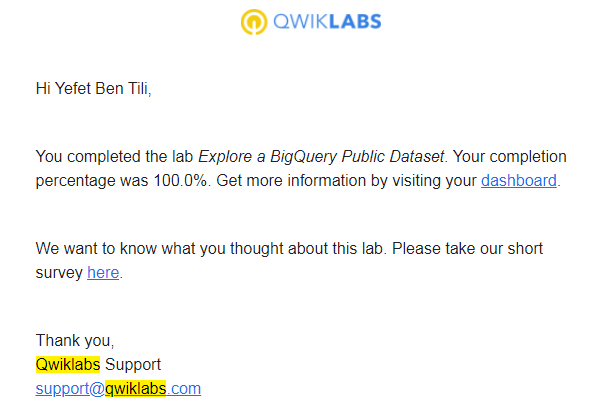 QWIKLABS
Hi Yefet Ben Tili,
You completed the lab Explore a BigQuery Public Dataset. Your completion
percentage was 100.0%. Get more information by visiting your dashboard.
We want to know what you thought about this lab. Please take our short
survey here.
Thank you,
Qwiklabs Support
support@qwiklabs.com